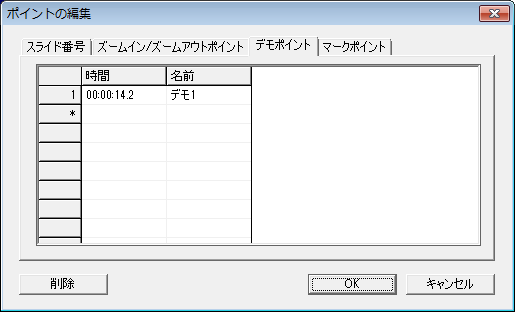 ポイントの編集
スライド番号 ズームイン/ズームアウトポイント デモポイント マークポイント
時間 名前
1 00:00:14.2 デモ1
*
削除 OK キャンセル